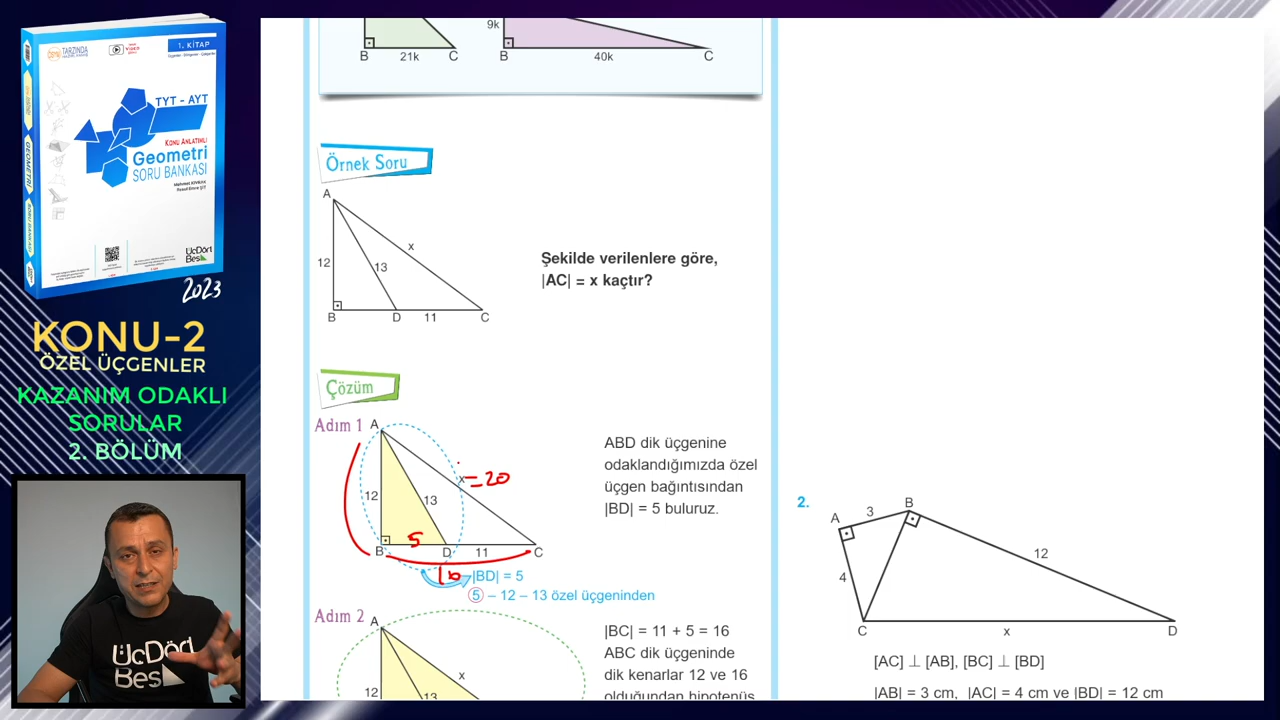 TARZINDA
1. KİTAP
TYT - AYT
KONU ANLATIMLI
Geometri
SORU BANKASI
ÜçDört
Beş
2023
KONU-2
ÖZEL ÜÇGENLER
KAZANIM ODAKLI
SORULAR
2. BÖLÜM
ÜçDört
Beş
9k
B
21k
C
B
40k
C
Örnek Soru
A
x
12
13
B
D
11
C
Şekilde verilenlere göre,
|AC| = x kaçtır?
Çözüm
Adım 1
A
x
=20
12
13
5
B
D
11
C
16
|BD| = 5
5 – 12 – 13 özel üçgeninden
ABD dik üçgenine
odaklandığımızda özel
üçgen bağıntısından
|BD| = 5 buluruz.
Adım 2
A
x
12
13
|BC| = 11 + 5 = 16
ABC dik üçgeninde
dik kenarlar 12 ve 16
olduğundan hipotenüs
2.
A
3
B
4
12
C
x
D
[AC] ⊥ [AB], [BC] ⊥ [BD]
|AB| = 3 cm, |AC| = 4 cm ve |BD| = 12 cm